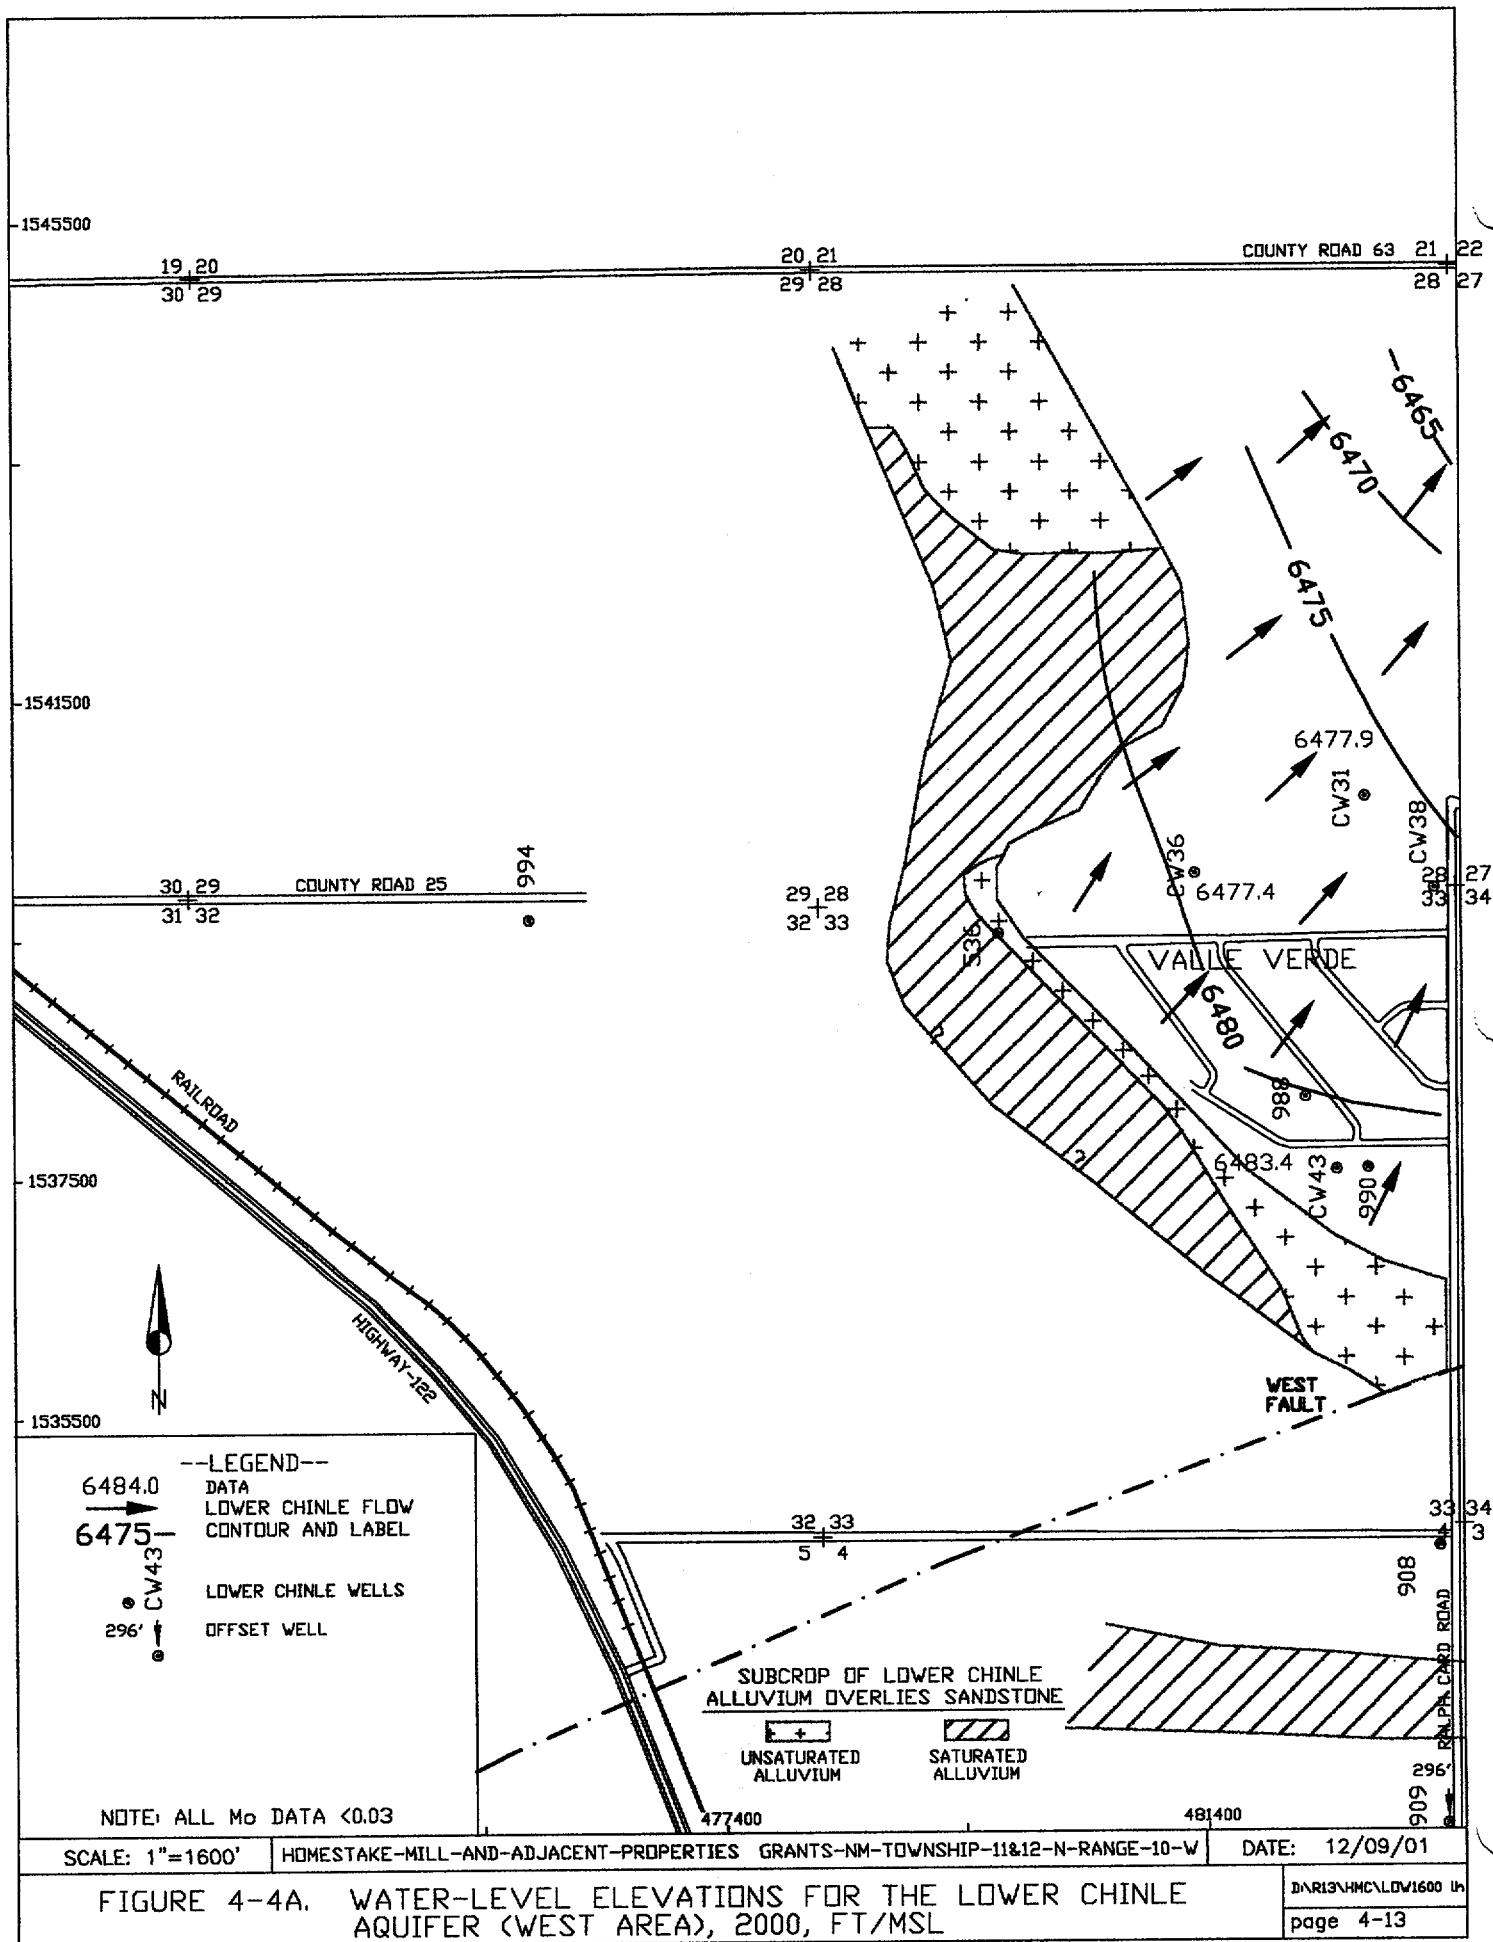 1545500
19 20
30 29
20 21
29 28
COUNTY ROAD 63
21 22
28 27
6465
6470
6475
1541500
6477.9
CW31
CW38
CW36
6477.4
994
30 29
31 32
COUNTY ROAD 25
29 28
32 33
28 27
33 34
536
VALLE VERDE
6480
?
988
RAILROAD
?
6483.4
CW43
990
1537500
HIGHWAY-122
N
WEST
FAULT
1535500
--LEGEND--
6484.0 DATA
LOWER CHINLE FLOW
6475— CONTOUR AND LABEL
CW43
LOWER CHINLE WELLS
296' OFFSET WELL
32 33
5 4
33 34
4 3
908
RALPH CARD ROAD
SUBCROP OF LOWER CHINLE
ALLUVIUM OVERLIES SANDSTONE
UNSATURATED
ALLUVIUM
SATURATED
ALLUVIUM
296'
909
NOTE: ALL Mo DATA <0.03
477400
481400
SCALE: 1"=1600'
HOMESTAKE-MILL-AND-ADJACENT-PROPERTIES GRANTS-NM-TOWNSHIP-11&12-N-RANGE-10-W
DATE: 12/09/01
FIGURE 4-4A. WATER-LEVEL ELEVATIONS FOR THE LOWER CHINLE
AQUIFER (WEST AREA), 2000, FT/MSL
D\R13\HMC\LOW1600
page 4-13